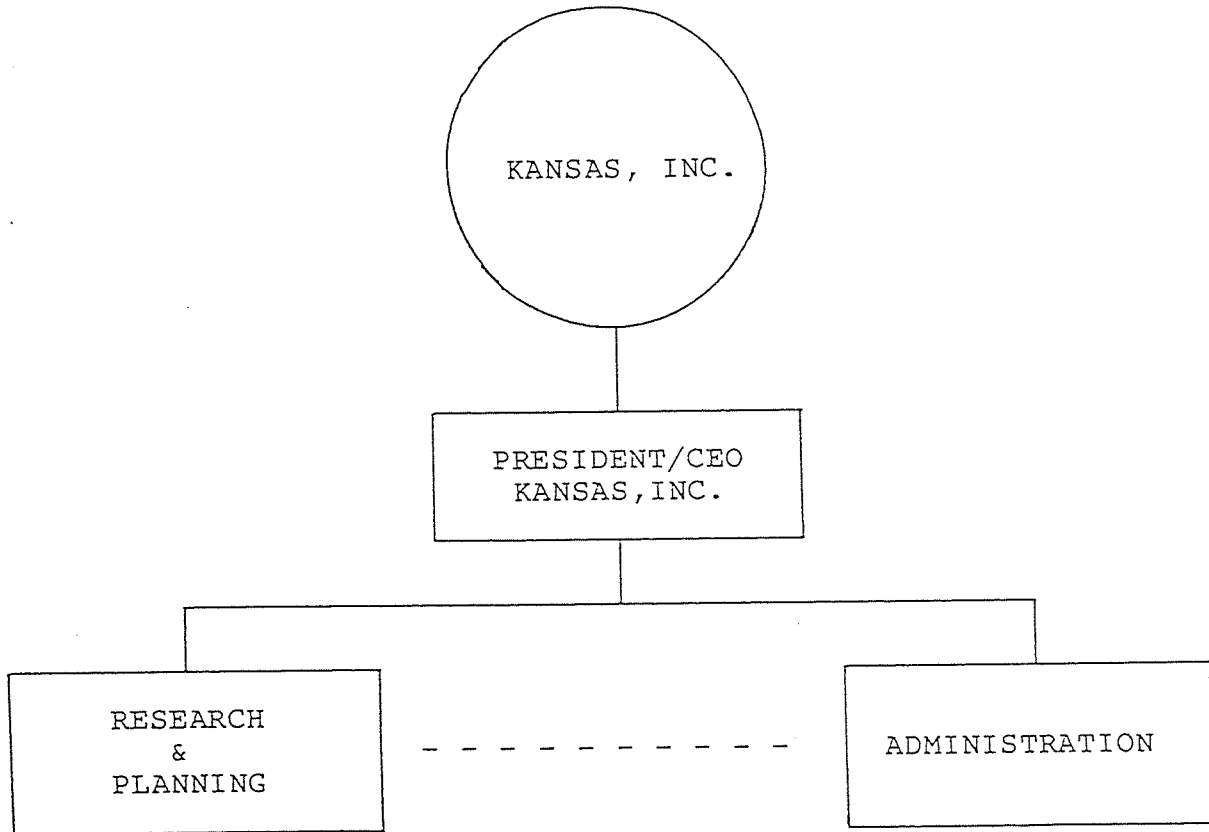 KANSAS, INC.
PRESIDENT/CEO
KANSAS,INC.
RESEARCH
&
PLANNING
ADMINISTRATION